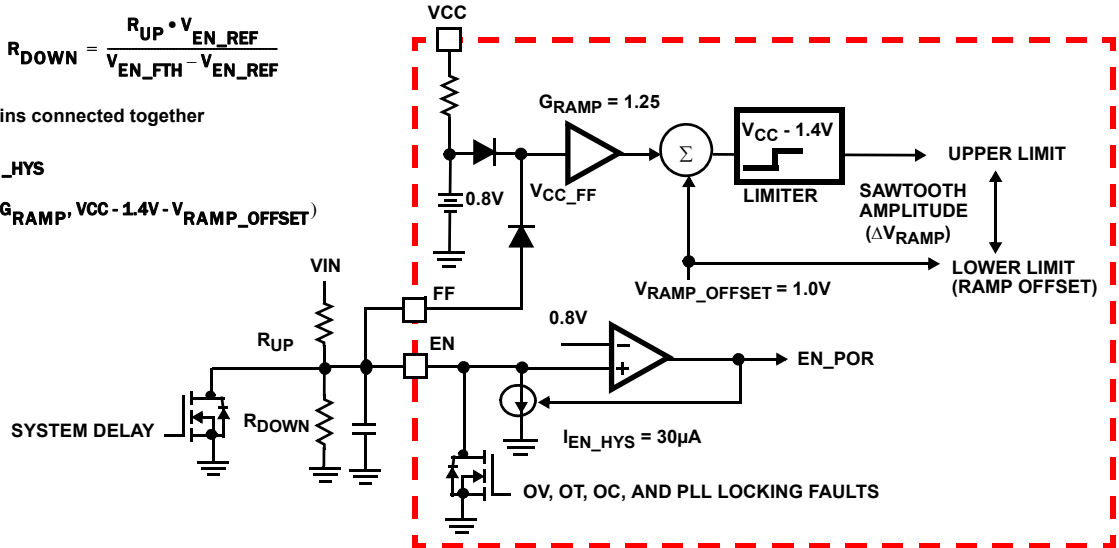 R_DOWN = R_UP • V_EN_REF / V_EN_FTH – V_EN_REF
ins connected together
_HYS
G_RAMP, VCC - 1.4V - V_RAMP_OFFSET)
VCC
G_RAMP = 1.25
Σ
V_CC - 1.4V
LIMITER
UPPER LIMIT
0.8V
V_CC_FF
SAWTOOTH
AMPLITUDE
(ΔV_RAMP)
LOWER LIMIT
(RAMP OFFSET)
V_RAMP_OFFSET = 1.0V
VIN
FF
0.8V
R_UP
EN
–
+
EN_POR
SYSTEM DELAY
R_DOWN
I_EN_HYS = 30µA
OV, OT, OC, AND PLL LOCKING FAULTS